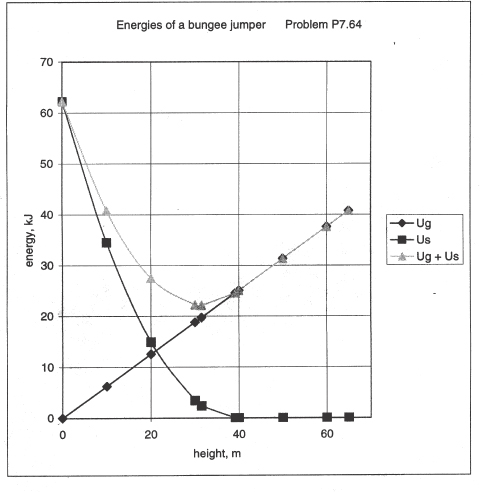 Energies of a bungee jumper Problem P7.64
70
60
50
40
30
20
10
0
energy, kJ
0 20 40 60
height, m
Ug
Us
Ug + Us